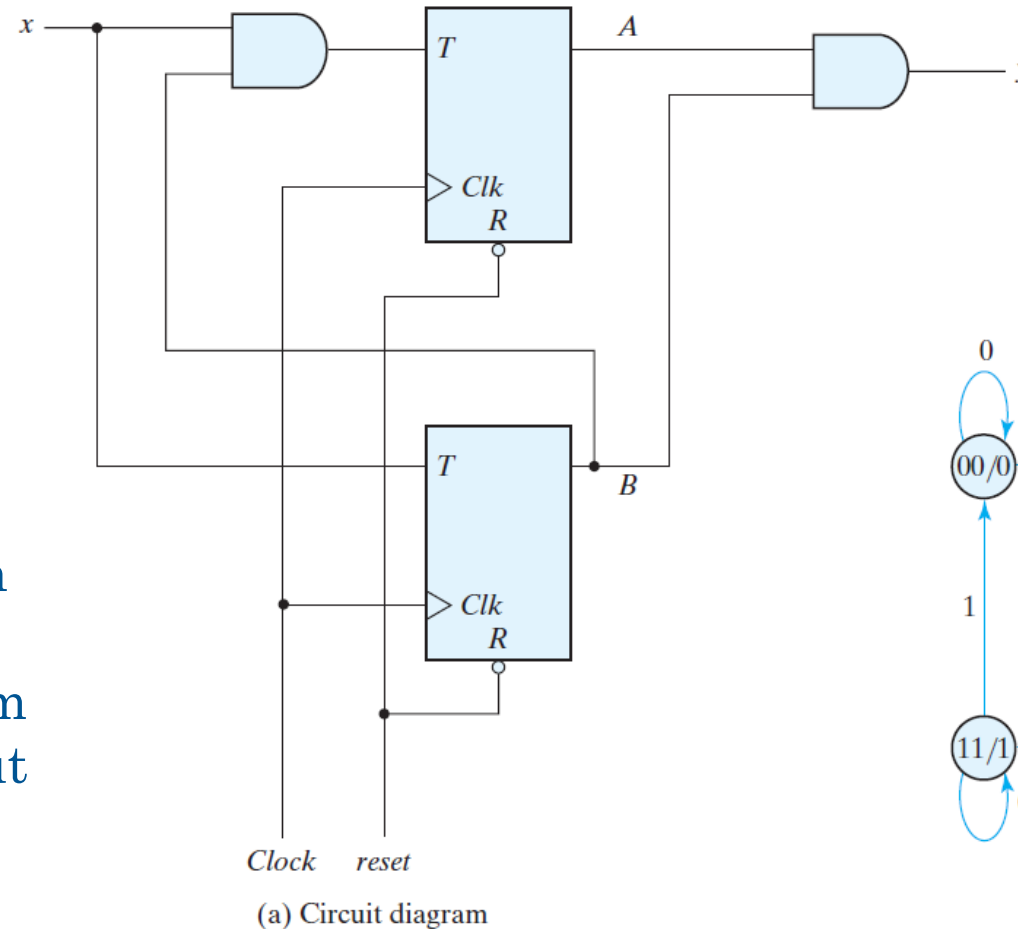 x
T
A
Clk
R
0
00/0
T
B
1
Clk
R
11/1
Clock reset
(a) Circuit diagram